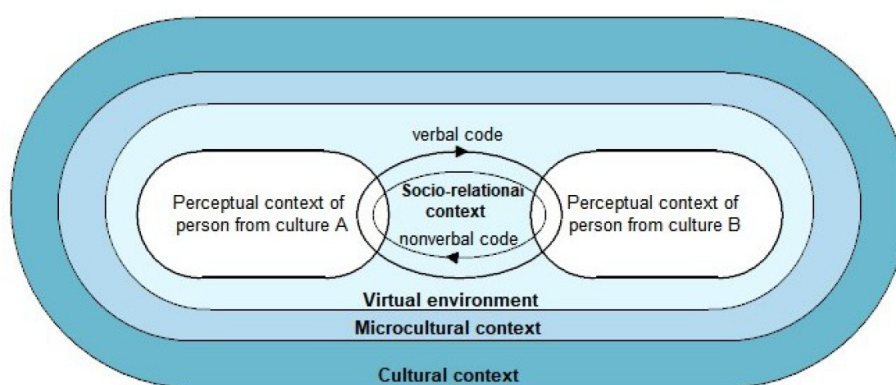 verbal code
Perceptual context of
person from culture A
Socio-relational
context
Perceptual context of
person from culture B
nonverbal code
Virtual environment
Microcultural context
Cultural context